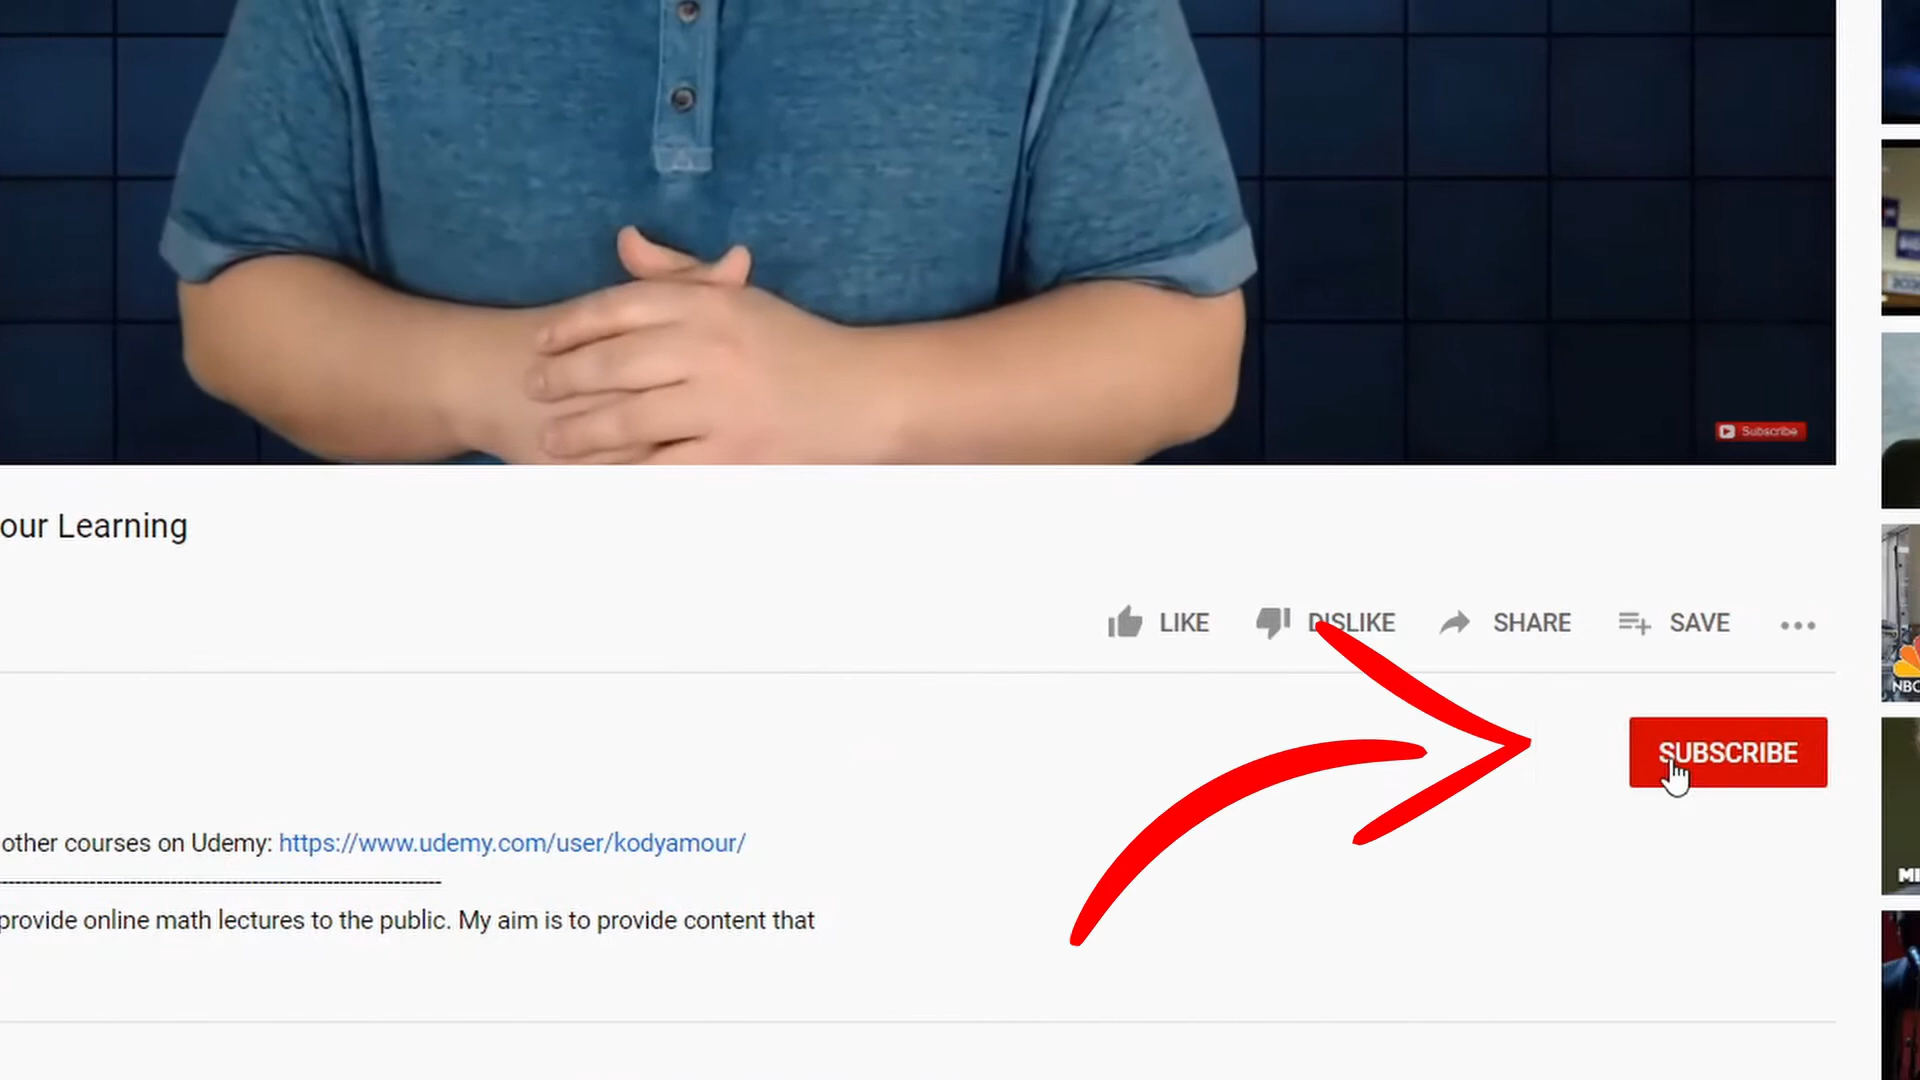 Subscribe
our Learning
LIKE DISLIKE SHARE SAVE
NBC
SUBSCRIBE
other courses on Udemy: https://www.udemy.com/user/kodyamour/
MI
provide online math lectures to the public. My aim is to provide content that